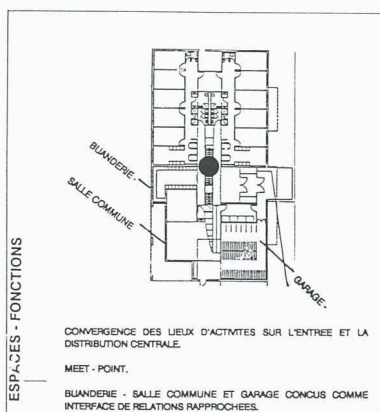 BUANDERIE -
SALLE COMMUNE
GARAGE -
ESPACES - FONCTIONS
CONVERGENCE DES LIEUX D'ACTIVITES SUR L'ENTREE ET LA
DISTRIBUTION CENTRALE.
MEET - POINT.
BUANDERIE - SALLE COMMUNE ET GARAGE CONCUS COMME
INTERFACE DE RELATIONS RAPPROCHEES.